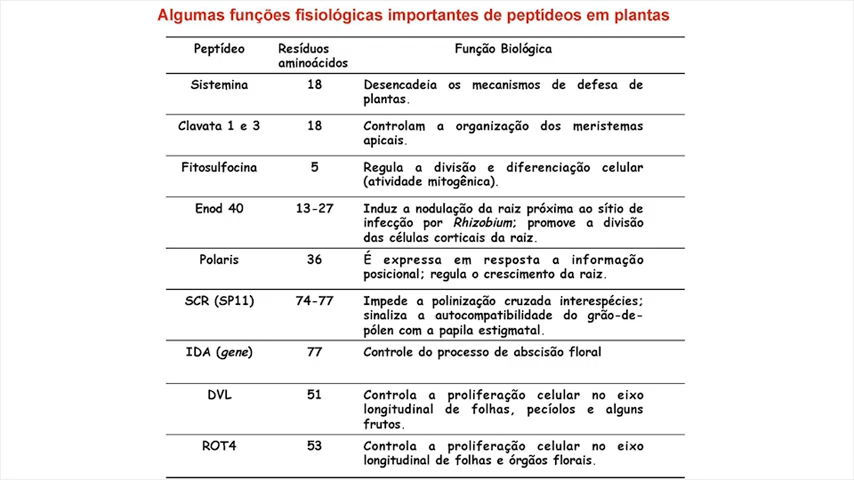 Algumas funções fisiológicas importantes de peptídeos em plantas
Peptídeo Resíduos aminoácidos Função Biológica
Sistemina 18 Desencadeia os mecanismos de defesa de
plantas.
Clavata 1 e 3 18 Controlam a organização dos meristemas
apicais.
Fitosulfocina 5 Regula a divisão e diferenciação celular
(atividade mitogênica).
Enod 40 13-27 Induz a nodulação da raiz próxima ao sítio de
infecção por Rhizobium; promove a divisão
das células corticais da raiz.
Polaris 36 É expressa em resposta a informação
posicional; regula o crescimento da raiz.
SCR (SP11) 74-77 Impede a polinização cruzada interespécies;
sinaliza a autocompatibilidade do grão-de-
pólen com a papila estigmatal.
IDA (gene) 77 Controle do processo de abscisão floral
DVL 51 Controla a proliferação celular no eixo
longitudinal de folhas, pecíolos e alguns
frutos.
ROT4 53 Controla a proliferação celular no eixo
longitudinal de folhas e órgãos florais.